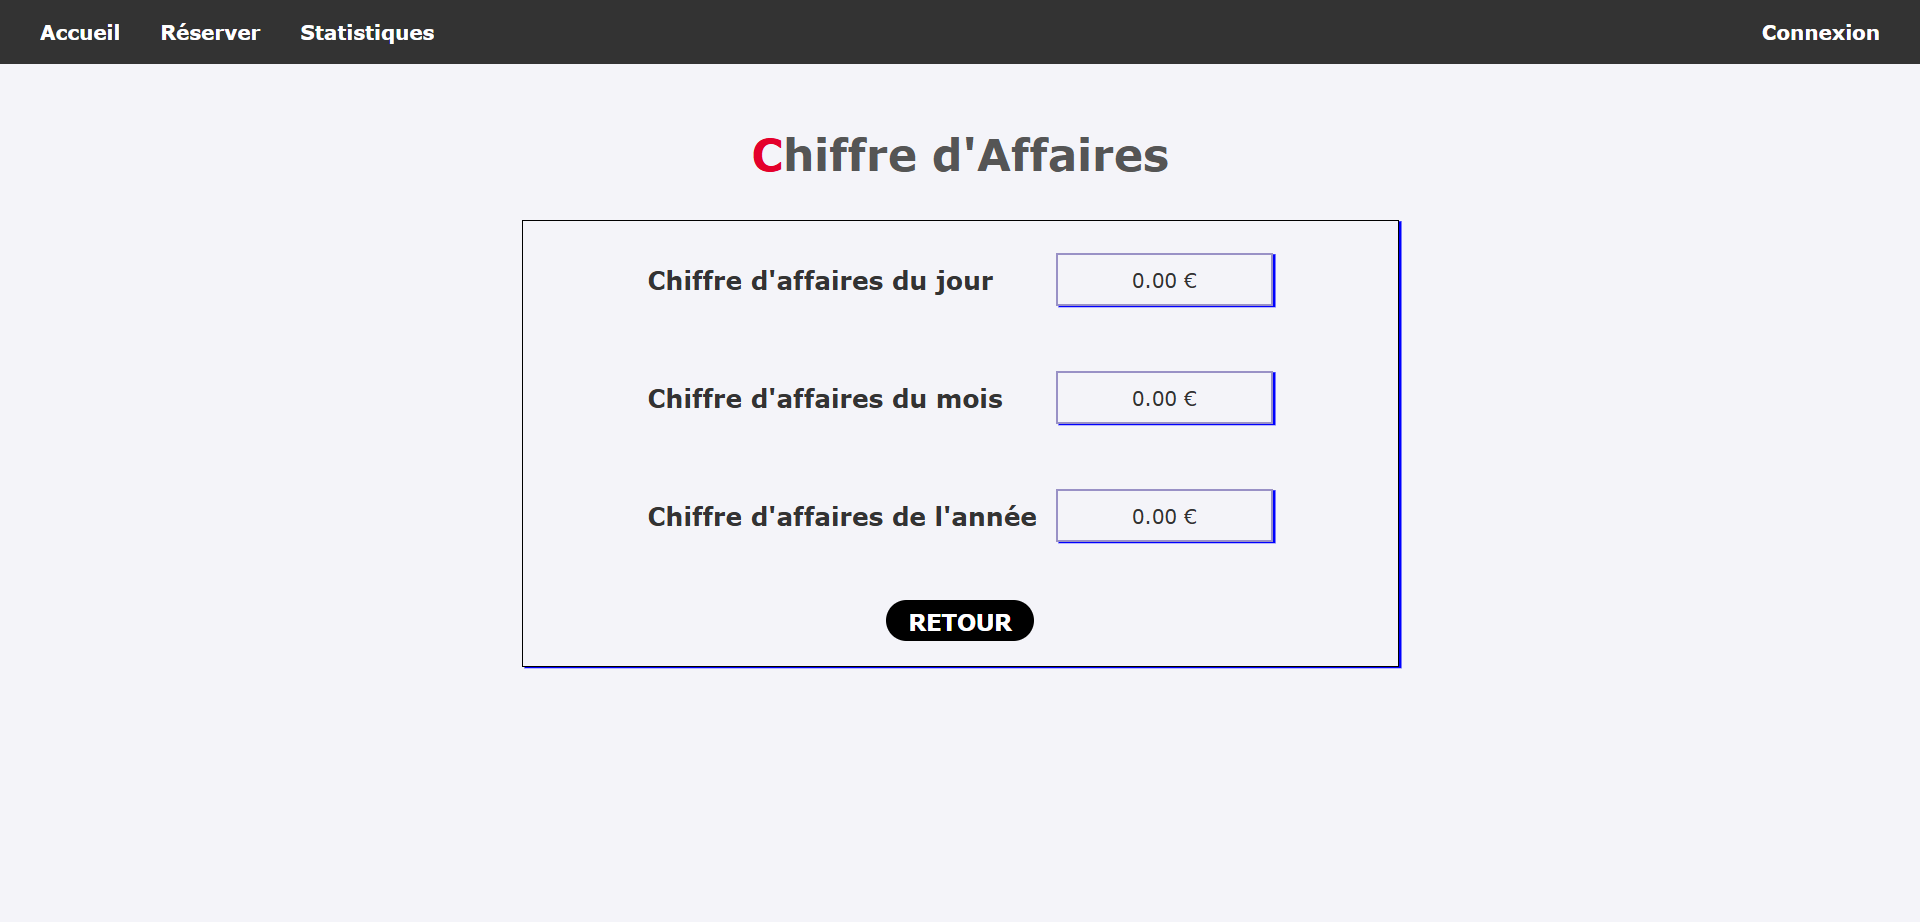 Accueil Réserver Statistiques Connexion
Chiffre d'Affaires
Chiffre d'affaires du jour 0.00 €
Chiffre d'affaires du mois 0.00 €
Chiffre d'affaires de l'année 0.00 €
RETOUR